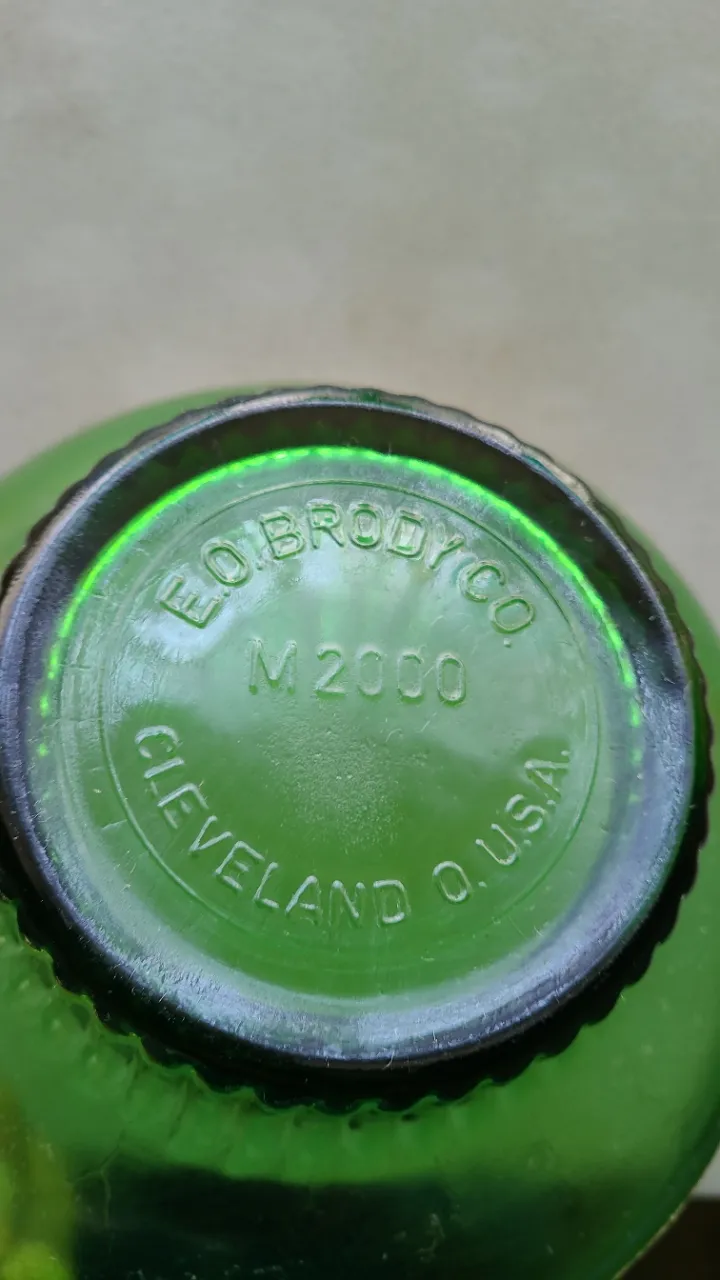 E.O. BRODY CO.
M 2000
CLEVELAND O. U.S.A.